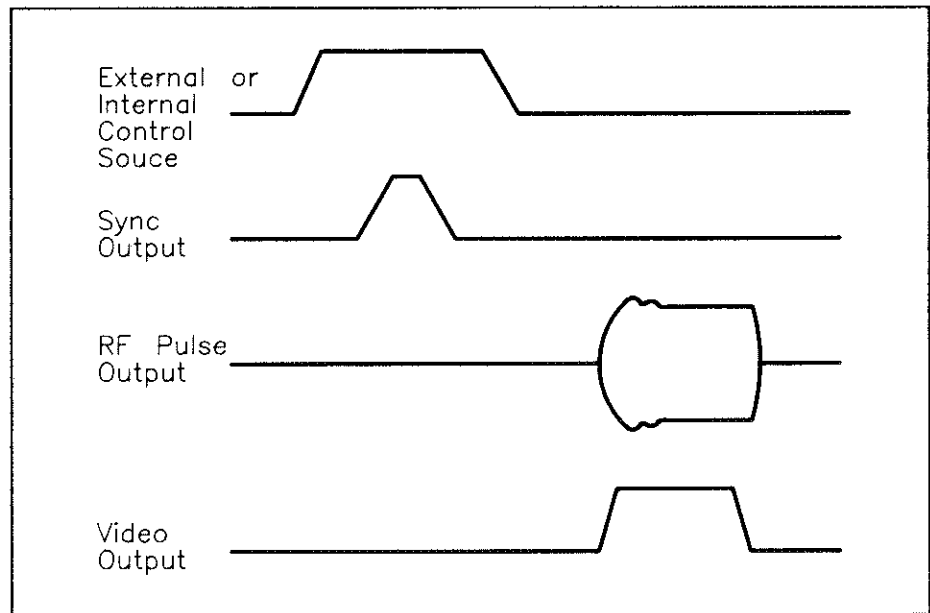 External or
Internal
Control
Souce
Sync
Output
RF Pulse
Output
Video
Output